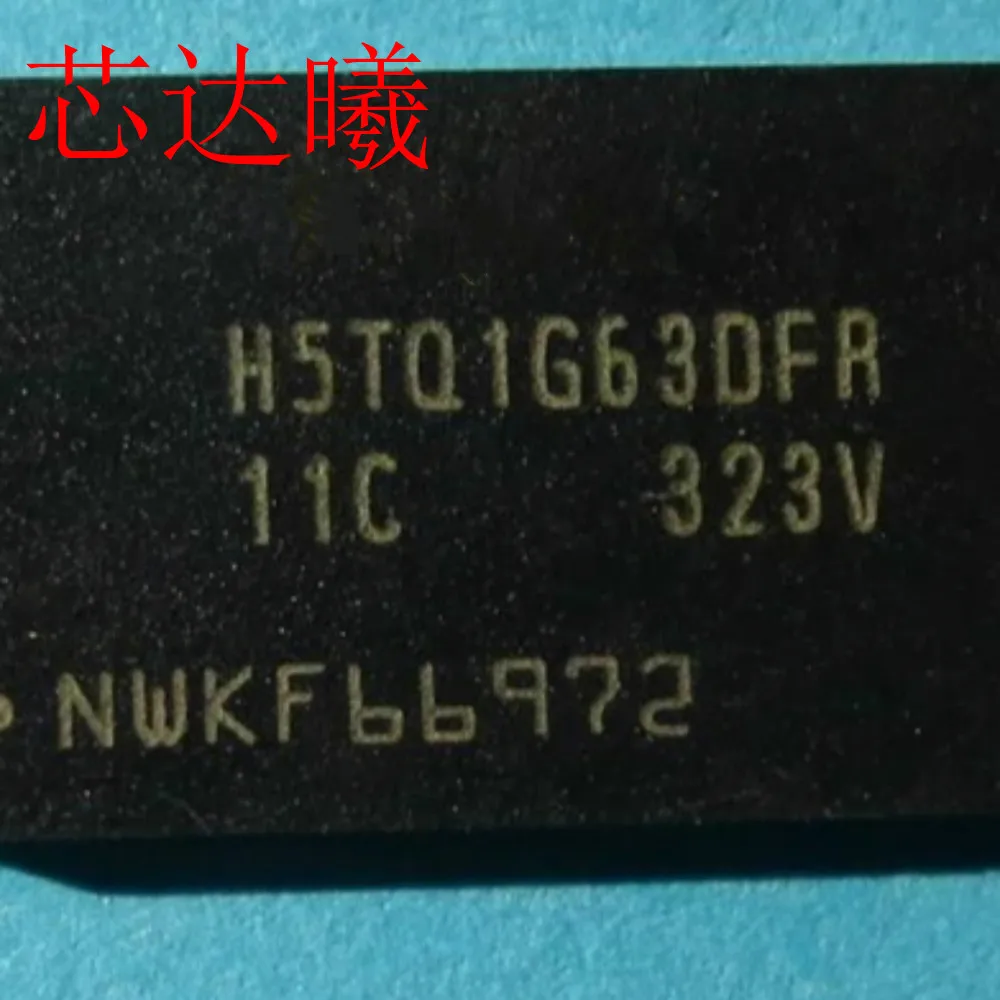 芯达曦
H5TQ1G63DFR
11C 323V
NWKF66972